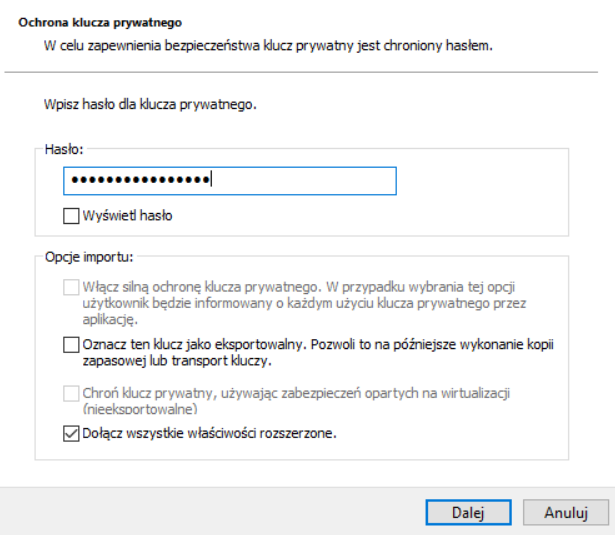 Ochrona klucza prywatnego
W celu zapewnienia bezpieczeństwa klucz prywatny jest chroniony hasłem.
Wpisz hasło dla klucza prywatnego.
Hasło:
••••••••••••••••
Wyświetl hasło
Opcje importu:
Włącz silną ochronę klucza prywatnego. W przypadku wybrania tej opcji
użytkownik będzie informowany o każdym użyciu klucza prywatnego przez
aplikację.
Oznacz ten klucz jako eksportowalny. Pozwoli to na późniejsze wykonanie kopii
zapasowej lub transport kluczy.
Chroń klucz prywatny, używając zabezpieczeń opartych na wirtualizacji
(nieeksportowalne)
Dołącz wszystkie właściwości rozszerzone.
Dalej
Anuluj